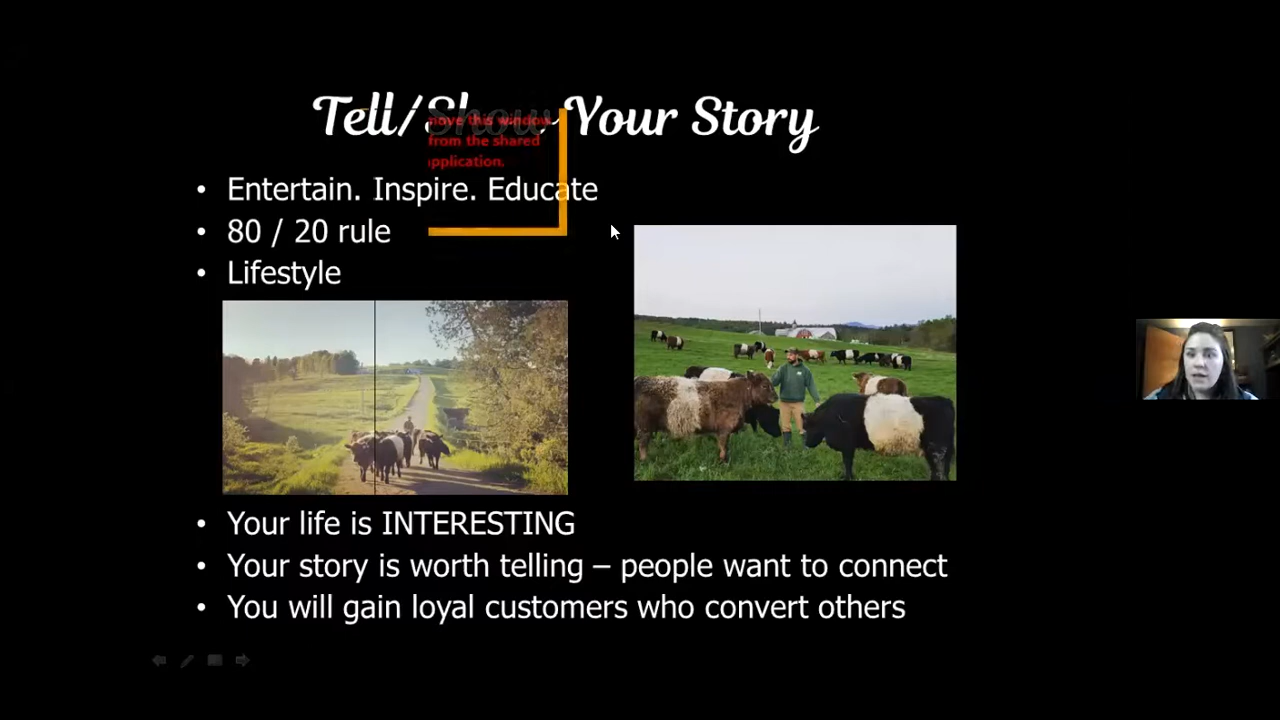 Tell/Show Your Story
move this window
from the shared
application.
• Entertain. Inspire. Educate
• 80 / 20 rule
• Lifestyle
• Your life is INTERESTING
• Your story is worth telling – people want to connect
• You will gain loyal customers who convert others